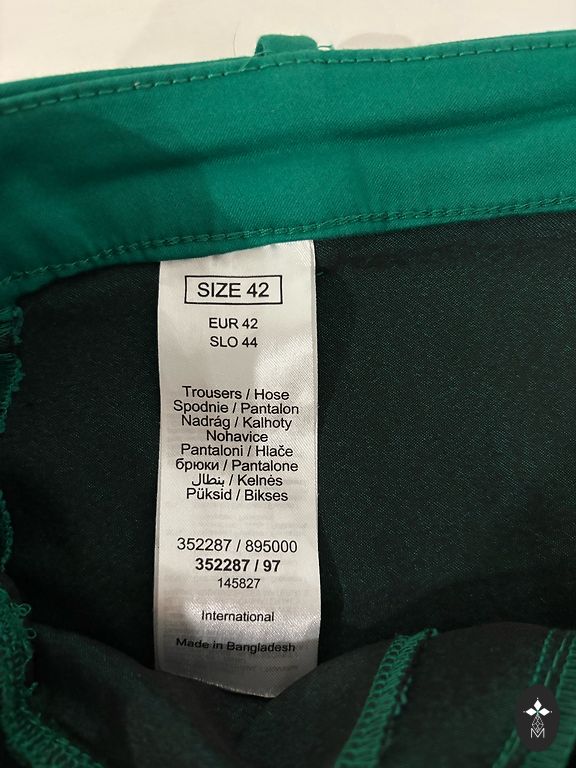 SIZE 42
EUR 42
SLO 44
Trousers / Hose
Spodnie / Pantalon
Nadrág / Kalhoty
Nohavice
Pantaloni / Hlače
брюки / Pantalone
بنطال / Kelnės
Püksid / Bikses
352287 / 895000
352287 / 97
145827
International
Made in Bangladesh
M